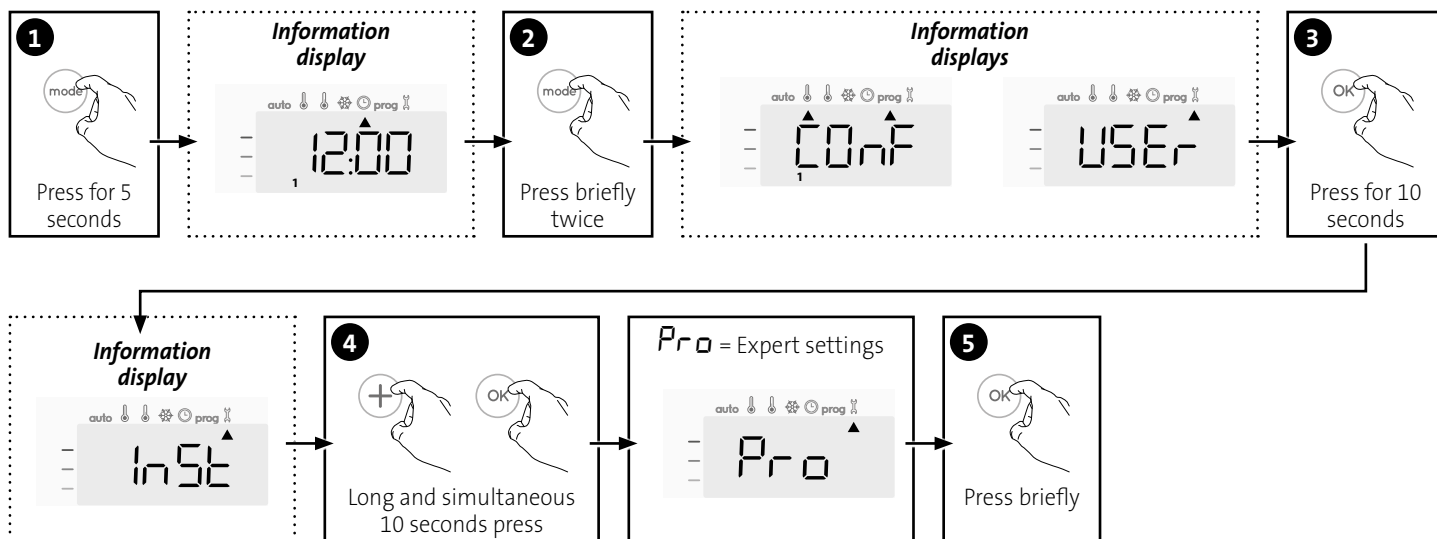 1
mode
Press for 5
seconds
Information
display
auto prog
12:00
1
2
mode
Press briefly
twice
Information
displays
auto prog
COnF
1
auto prog
USEr
3
OK
Press for 10
seconds
Information
display
auto prog
InSt
4
+
OK
Long and simultaneous
10 seconds press
Pro = Expert settings
auto prog
Pro
5
OK
Press briefly